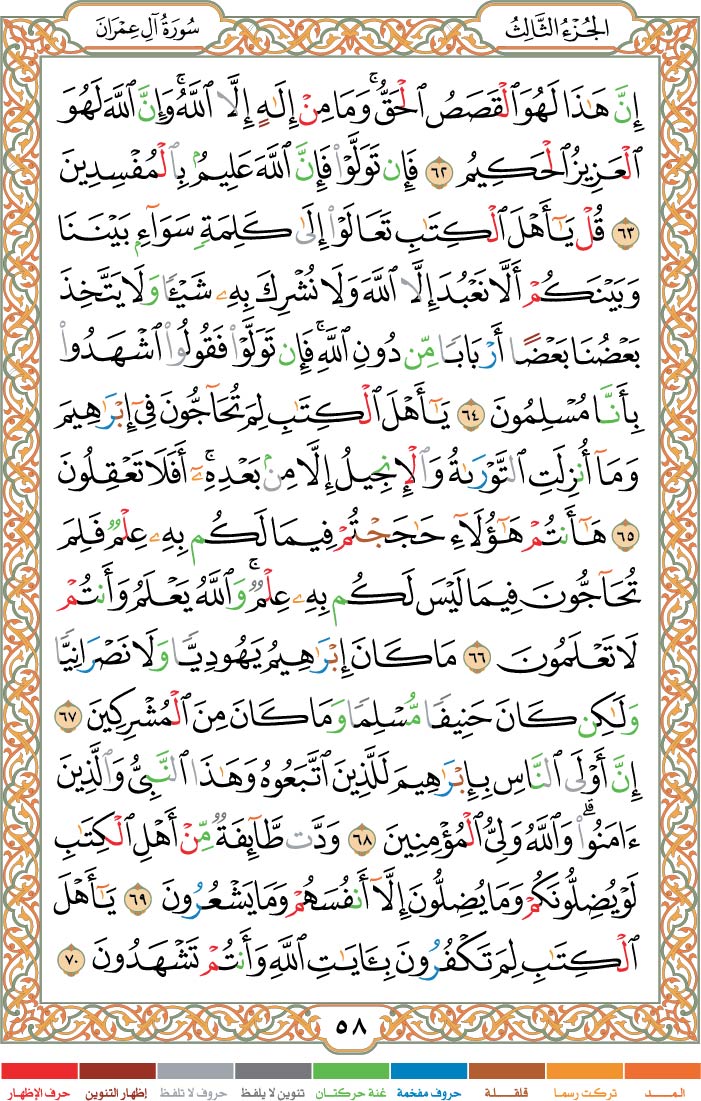 الجُزْءُ الثَّالِثُ
سُورَةُ آلِ عِمْرَانَ
إِنَّ هَٰذَا لَهُوَ ٱلْقَصَصُ ٱلْحَقُّ ۚ وَمَا مِنْ إِلَٰهٍ إِلَّا ٱللَّهُ ۚ وَإِنَّ ٱللَّهَ لَهُوَ
ٱلْعَزِيزُ ٱلْحَكِيمُ ٦٢ فَإِن تَوَلَّوْا۟ فَإِنَّ ٱللَّهَ عَلِيمٌۢ بِٱلْمُفْسِدِينَ
٦٣ قُلْ يَٰٓأَهْلَ ٱلْكِتَٰبِ تَعَالَوْا۟ إِلَىٰ كَلِمَةٍ سَوَآءٍۭ بَيْنَنَا
وَبَيْنَكُمْ أَلَّا نَعْبُدَ إِلَّا ٱللَّهَ وَلَا نُشْرِكَ بِهِۦ شَيْـًٔا وَلَا يَتَّخِذَ
بَعْضُنَا بَعْضًا أَرْبَابًا مِّن دُونِ ٱللَّهِ ۚ فَإِن تَوَلَّوْا۟ فَقُولُوا۟ ٱشْهَدُوا۟
بِأَنَّا مُسْلِمُونَ ٦٤ يَٰٓأَهْلَ ٱلْكِتَٰبِ لِمَ تُحَآجُّونَ فِىٓ إِبْرَٰهِيمَ
وَمَآ أُنزِلَتِ ٱلتَّوْرَىٰةُ وَٱلْإِنجِيلُ إِلَّا مِنۢ بَعْدِهِۦٓ ۚ أَفَلَا تَعْقِلُونَ
٦٥ هَٰٓأَنتُمْ هَٰٓؤُلَآءِ حَٰجَجْتُمْ فِيمَا لَكُم بِهِۦ عِلْمٌ فَلِمَ
تُحَآجُّونَ فِيمَا لَيْسَ لَكُم بِهِۦ عِلْمٌ ۚ وَٱللَّهُ يَعْلَمُ وَأَنتُمْ
لَا تَعْلَمُونَ ٦٦ مَا كَانَ إِبْرَٰهِيمُ يَهُودِيًّا وَلَا نَصْرَانِيًّا
وَلَٰكِن كَانَ حَنِيفًا مُّسْلِمًا وَمَا كَانَ مِنَ ٱلْمُشْرِكِينَ ٦٧
إِنَّ أَوْلَى ٱلنَّاسِ بِإِبْرَٰهِيمَ لَلَّذِينَ ٱتَّبَعُوهُ وَهَٰذَا ٱلنَّبِىُّ وَٱلَّذِينَ
ءَامَنُوا۟ ۗ وَٱللَّهُ وَلِىُّ ٱلْمُؤْمِنِينَ ٦٨ وَدَّت طَّآئِفَةٌ مِّنْ أَهْلِ ٱلْكِتَٰبِ
لَوْ يُضِلُّونَكُمْ وَمَا يُضِلُّونَ إِلَّآ أَنفُسَهُمْ وَمَا يَشْعُرُونَ ٦٩ يَٰٓأَهْلَ
ٱلْكِتَٰبِ لِمَ تَكْفُرُونَ بِـَٔايَٰتِ ٱللَّهِ وَأَنتُمْ تَشْهَدُونَ ٧٠
٥٨
المـــد تركت رسما قلقـلة حروف مفخمة غنة حركتان تنوين لا يلفظ حروف لا تلفظ إظهار التنوين حرف الإظهار